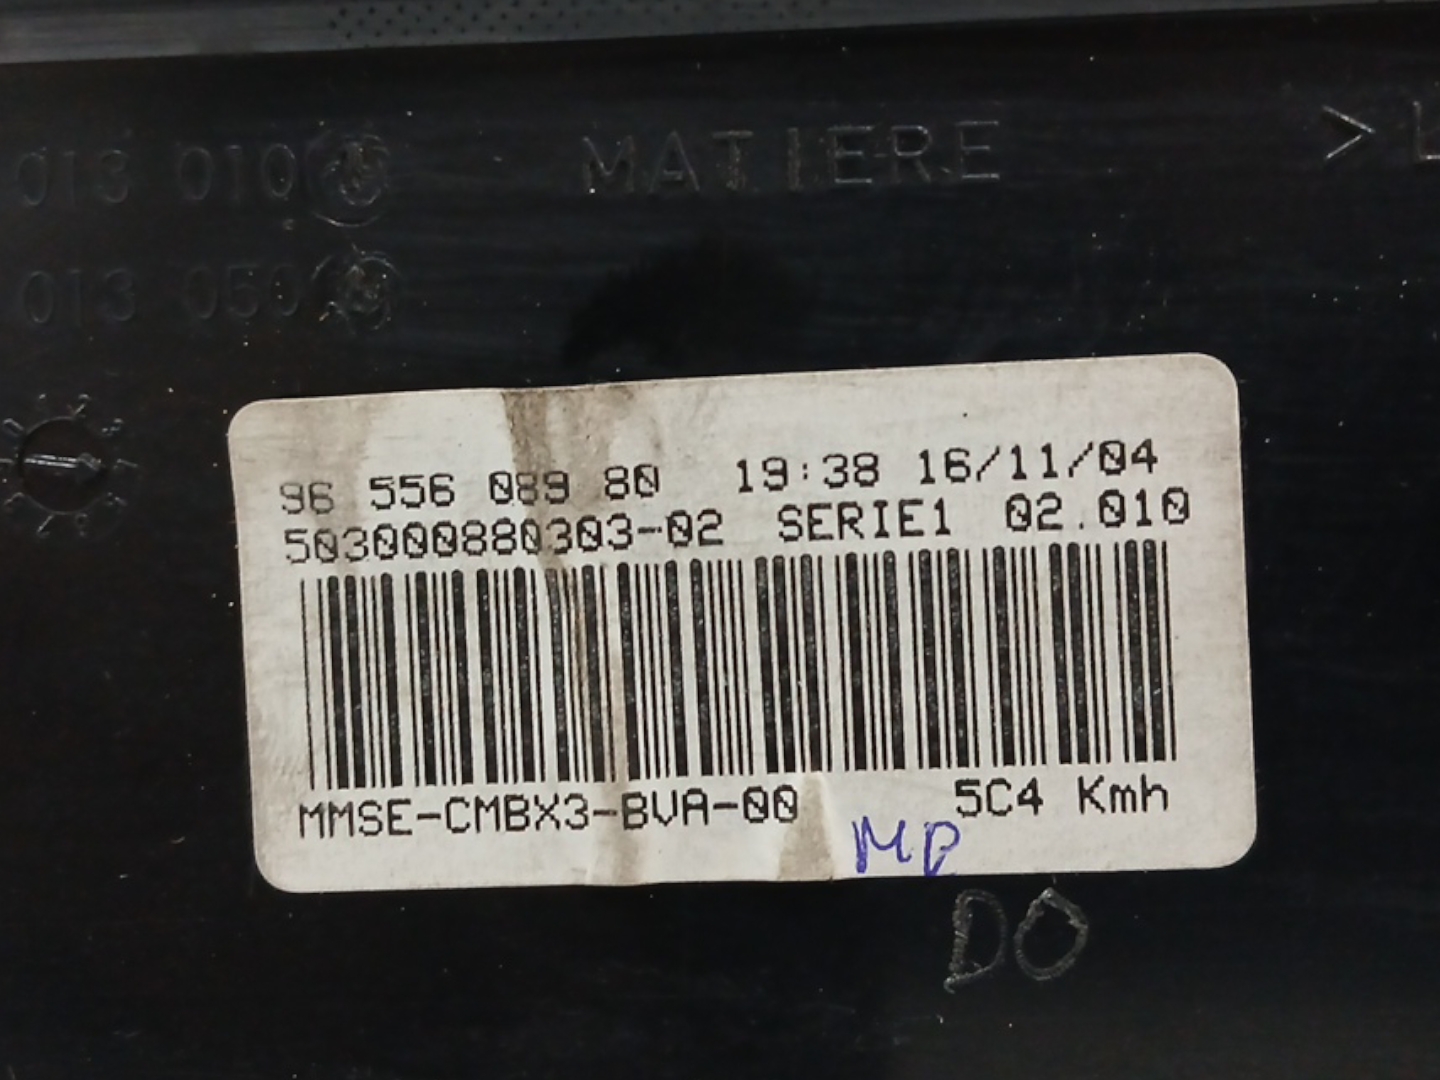 013 010
MATIERE
> L
013 050
96 556 089 80 19:38 16/11/04
503000880303-02 SERIE1 02.010
MMSE-CMBX3-BVA-00 5C4 Kmh
MP
DO